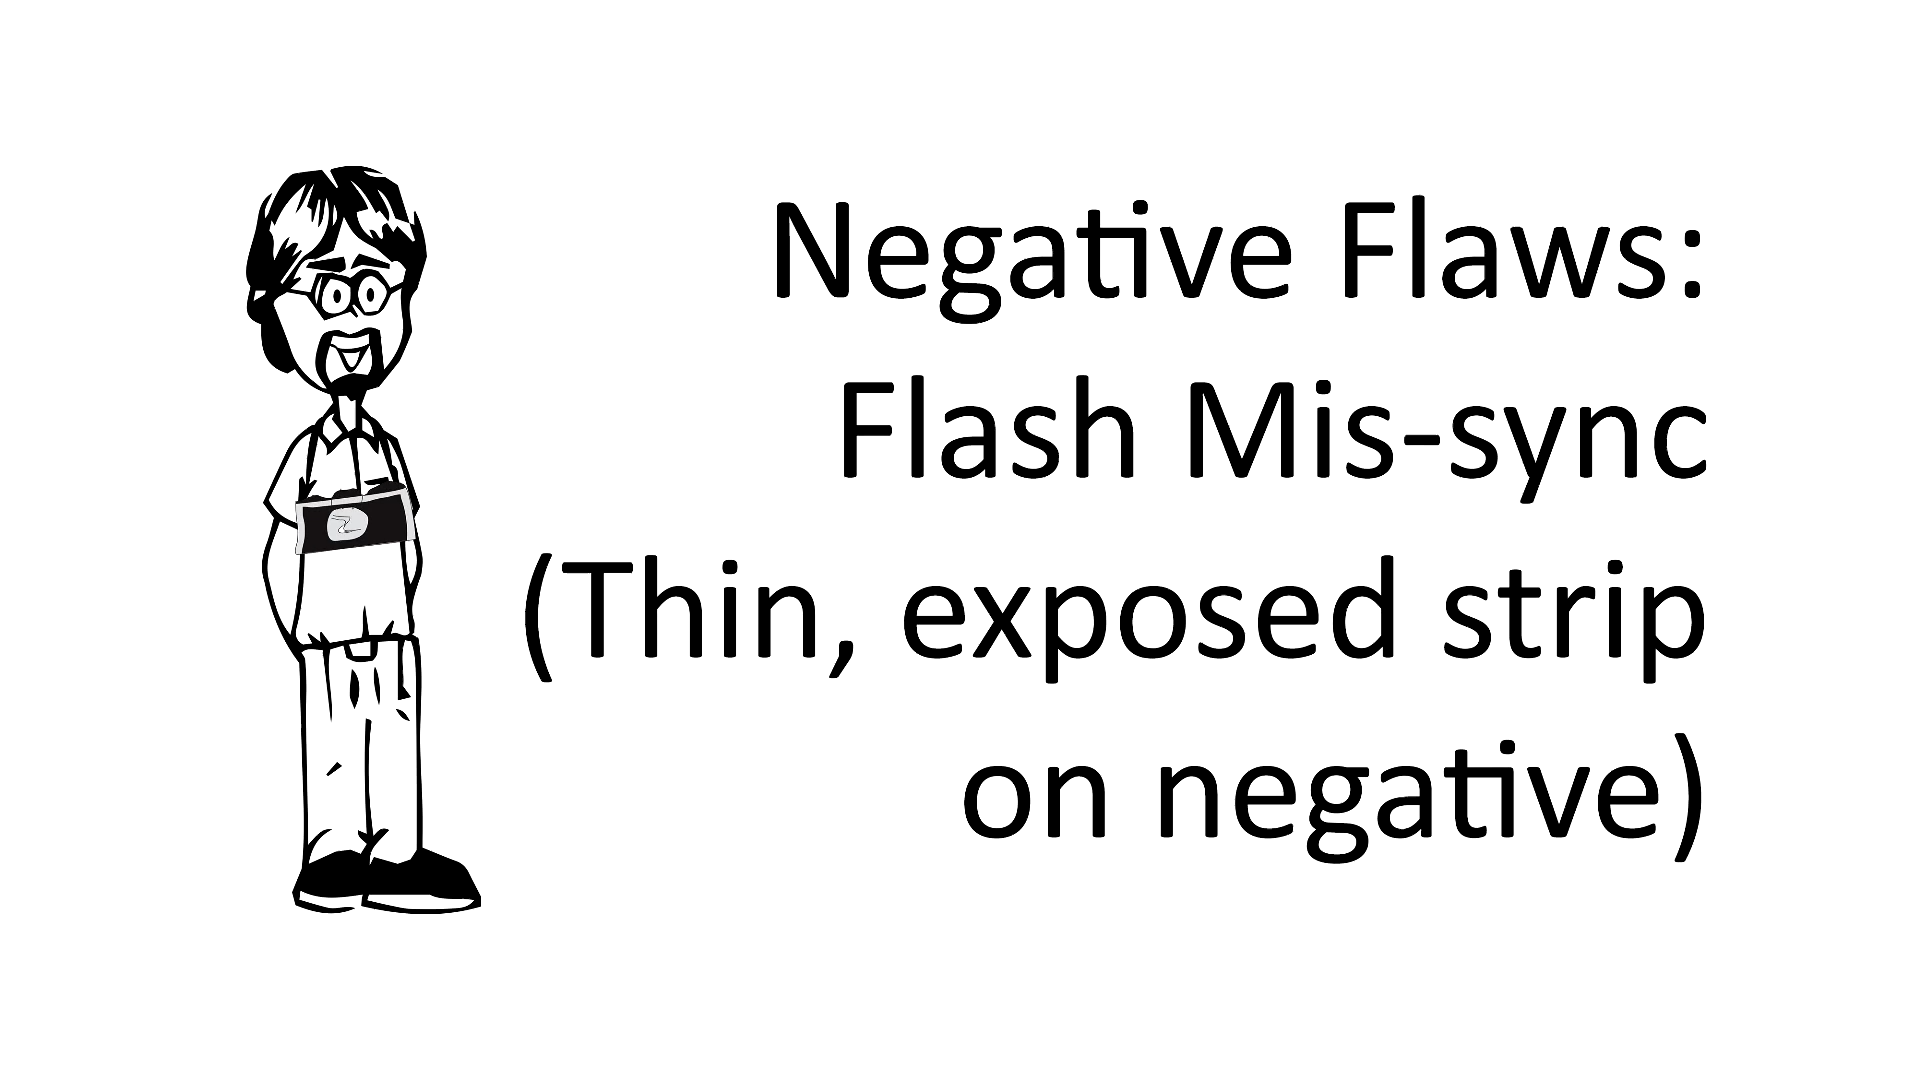 Negative Flaws:
Flash Mis-sync
(Thin, exposed strip
on negative)